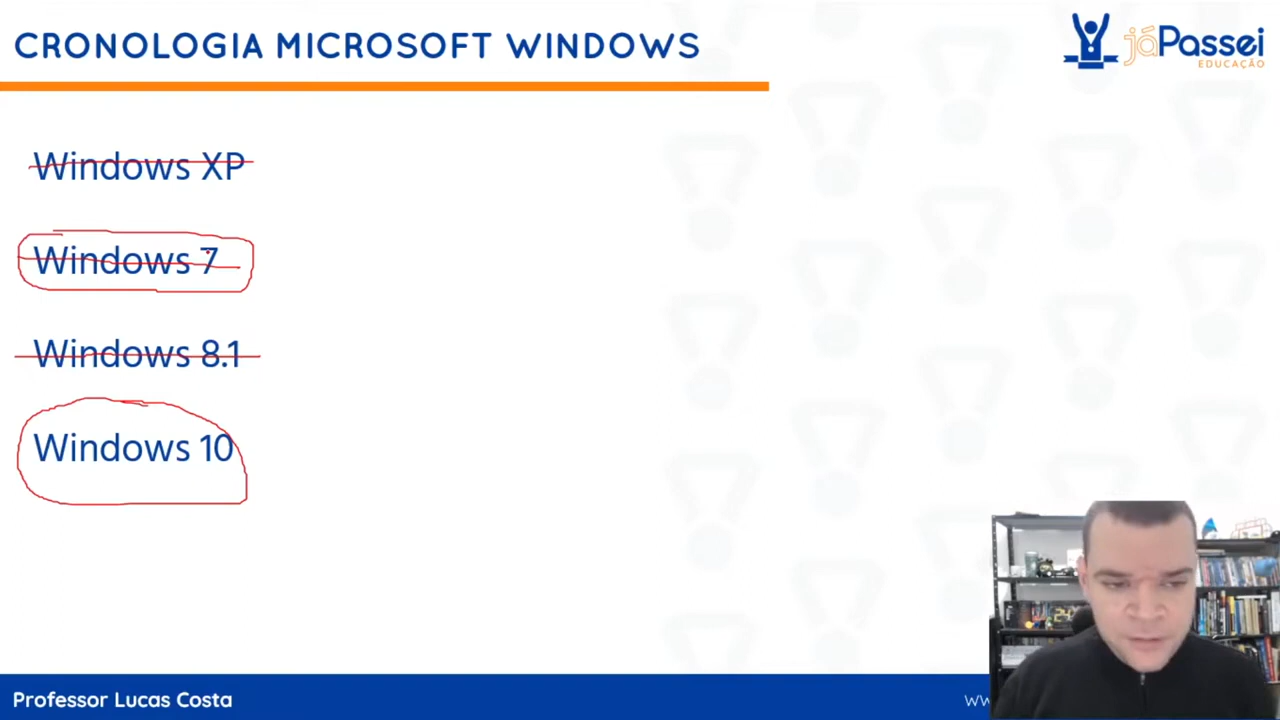 CRONOLOGIA MICROSOFT WINDOWS
jáPassei
EDUCAÇÃO
Windows XP
Windows 7
Windows 8.1
Windows 10
Professor Lucas Costa